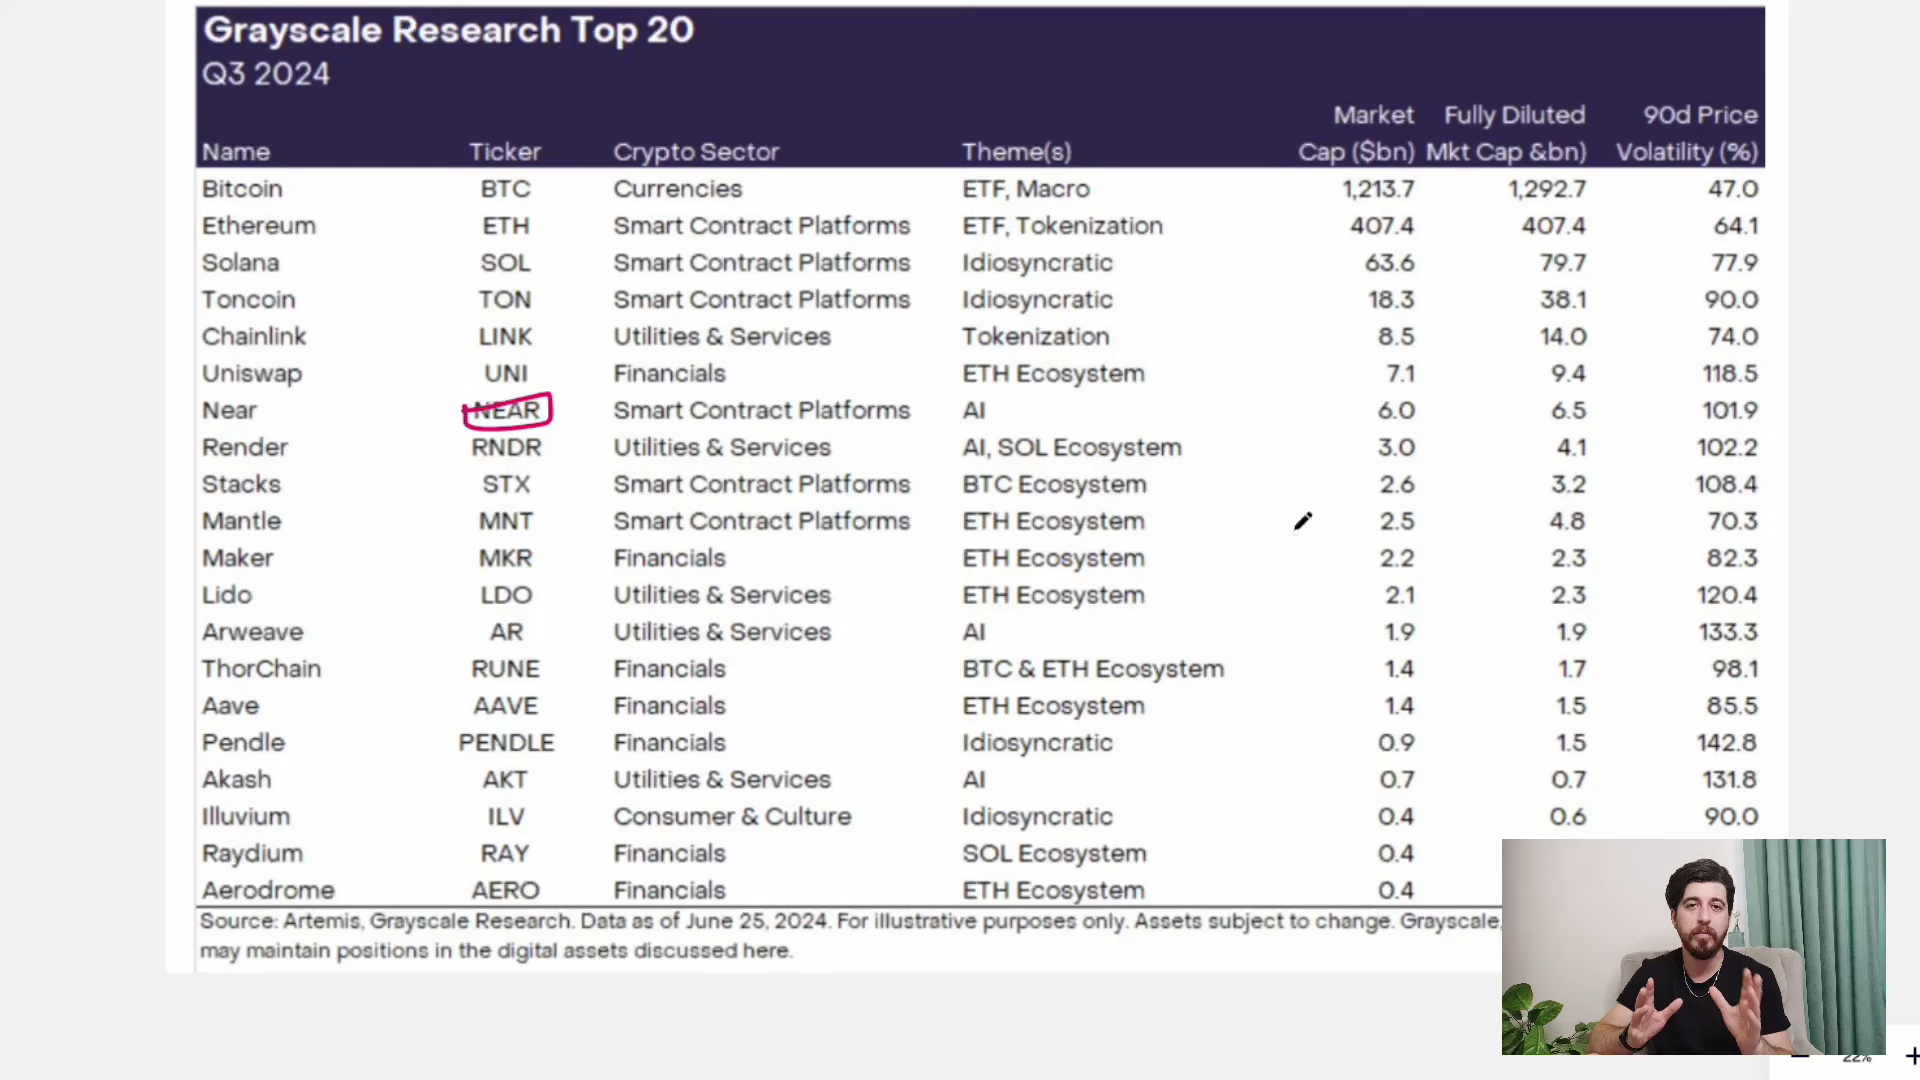 Grayscale Research Top 20
Q3 2024
Market Fully Diluted 90d Price
Name Ticker Crypto Sector Theme(s) Cap ($bn) Mkt Cap &bn) Volatility (%)
Bitcoin BTC Currencies ETF, Macro 1,213.7 1,292.7 47.0
Ethereum ETH Smart Contract Platforms ETF, Tokenization 407.4 407.4 64.1
Solana SOL Smart Contract Platforms Idiosyncratic 63.6 79.7 77.9
Toncoin TON Smart Contract Platforms Idiosyncratic 18.3 38.1 90.0
Chainlink LINK Utilities & Services Tokenization 8.5 14.0 74.0
Uniswap UNI Financials ETH Ecosystem 7.1 9.4 118.5
Near NEAR Smart Contract Platforms AI 6.0 6.5 101.9
Render RNDR Utilities & Services AI, SOL Ecosystem 3.0 4.1 102.2
Stacks STX Smart Contract Platforms BTC Ecosystem 2.6 3.2 108.4
Mantle MNT Smart Contract Platforms ETH Ecosystem 2.5 4.8 70.3
Maker MKR Financials ETH Ecosystem 2.2 2.3 82.3
Lido LDO Utilities & Services ETH Ecosystem 2.1 2.3 120.4
Arweave AR Utilities & Services AI 1.9 1.9 133.3
ThorChain RUNE Financials BTC & ETH Ecosystem 1.4 1.7 98.1
Aave AAVE Financials ETH Ecosystem 1.4 1.5 85.5
Pendle PENDLE Financials Idiosyncratic 0.9 1.5 142.8
Akash AKT Utilities & Services AI 0.7 0.7 131.8
Illuvium ILV Consumer & Culture Idiosyncratic 0.4 0.6 90.0
Raydium RAY Financials SOL Ecosystem 0.4
Aerodrome AERO Financials ETH Ecosystem 0.4
Source: Artemis, Grayscale Research. Data as of June 25, 2024. For illustrative purposes only. Assets subject to change. Grayscale,
may maintain positions in the digital assets discussed here.
22%